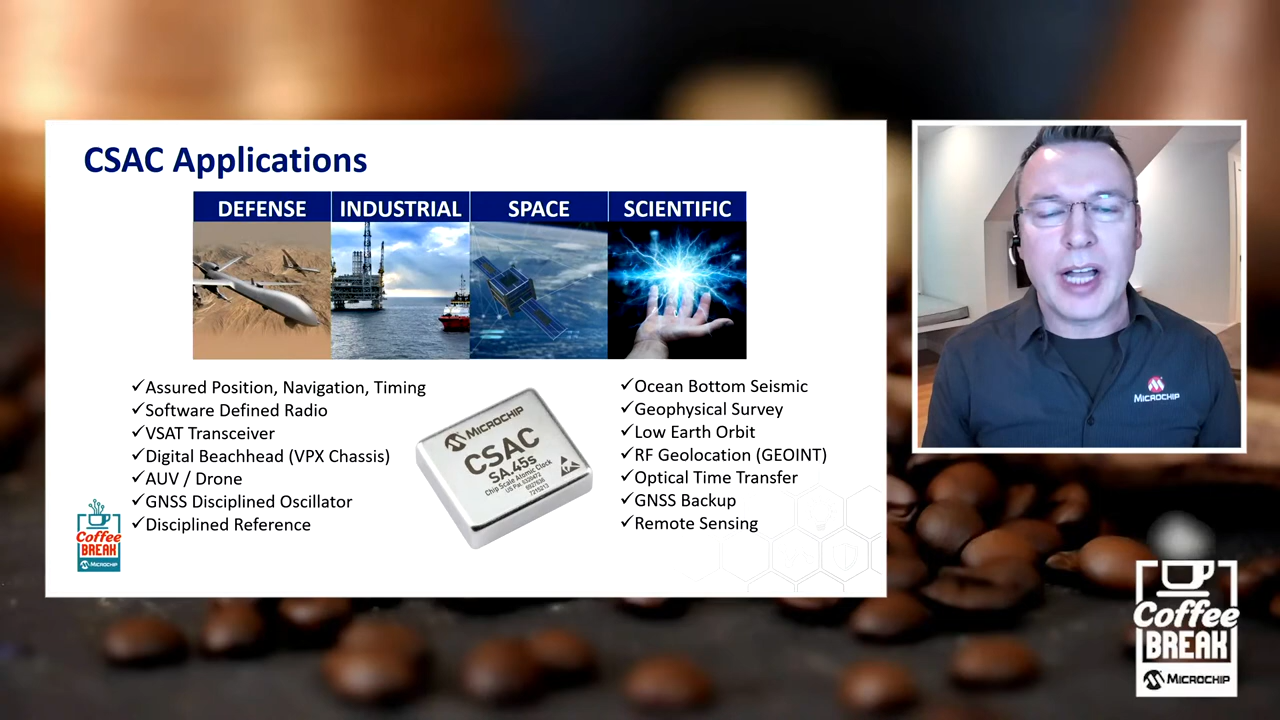 CSAC Applications
DEFENSE INDUSTRIAL SPACE SCIENTIFIC
✓Assured Position, Navigation, Timing
✓Software Defined Radio
✓VSAT Transceiver
✓Digital Beachhead (VPX Chassis)
✓AUV / Drone
✓GNSS Disciplined Oscillator
✓Disciplined Reference
MICROCHIP
CSAC
SA.45s
Chip Scale Atomic Clock
✓Ocean Bottom Seismic
✓Geophysical Survey
✓Low Earth Orbit
✓RF Geolocation (GEOINT)
✓Optical Time Transfer
✓GNSS Backup
✓Remote Sensing
Coffee
BREAK
MICROCHIP
MICROCHIP
Coffee
BREAK
MICROCHIP